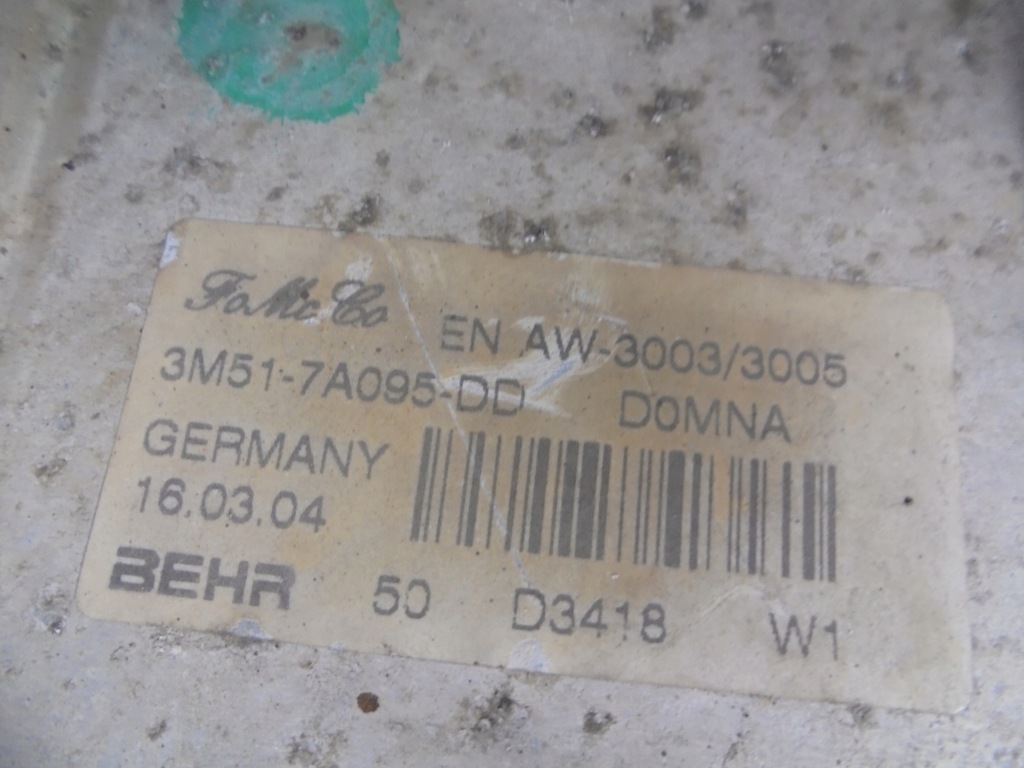 FoMoCo EN AW-3003/3005
3M51-7A095-DD D0MNA
GERMANY
16.03.04
BEHR 50 D3418 W1